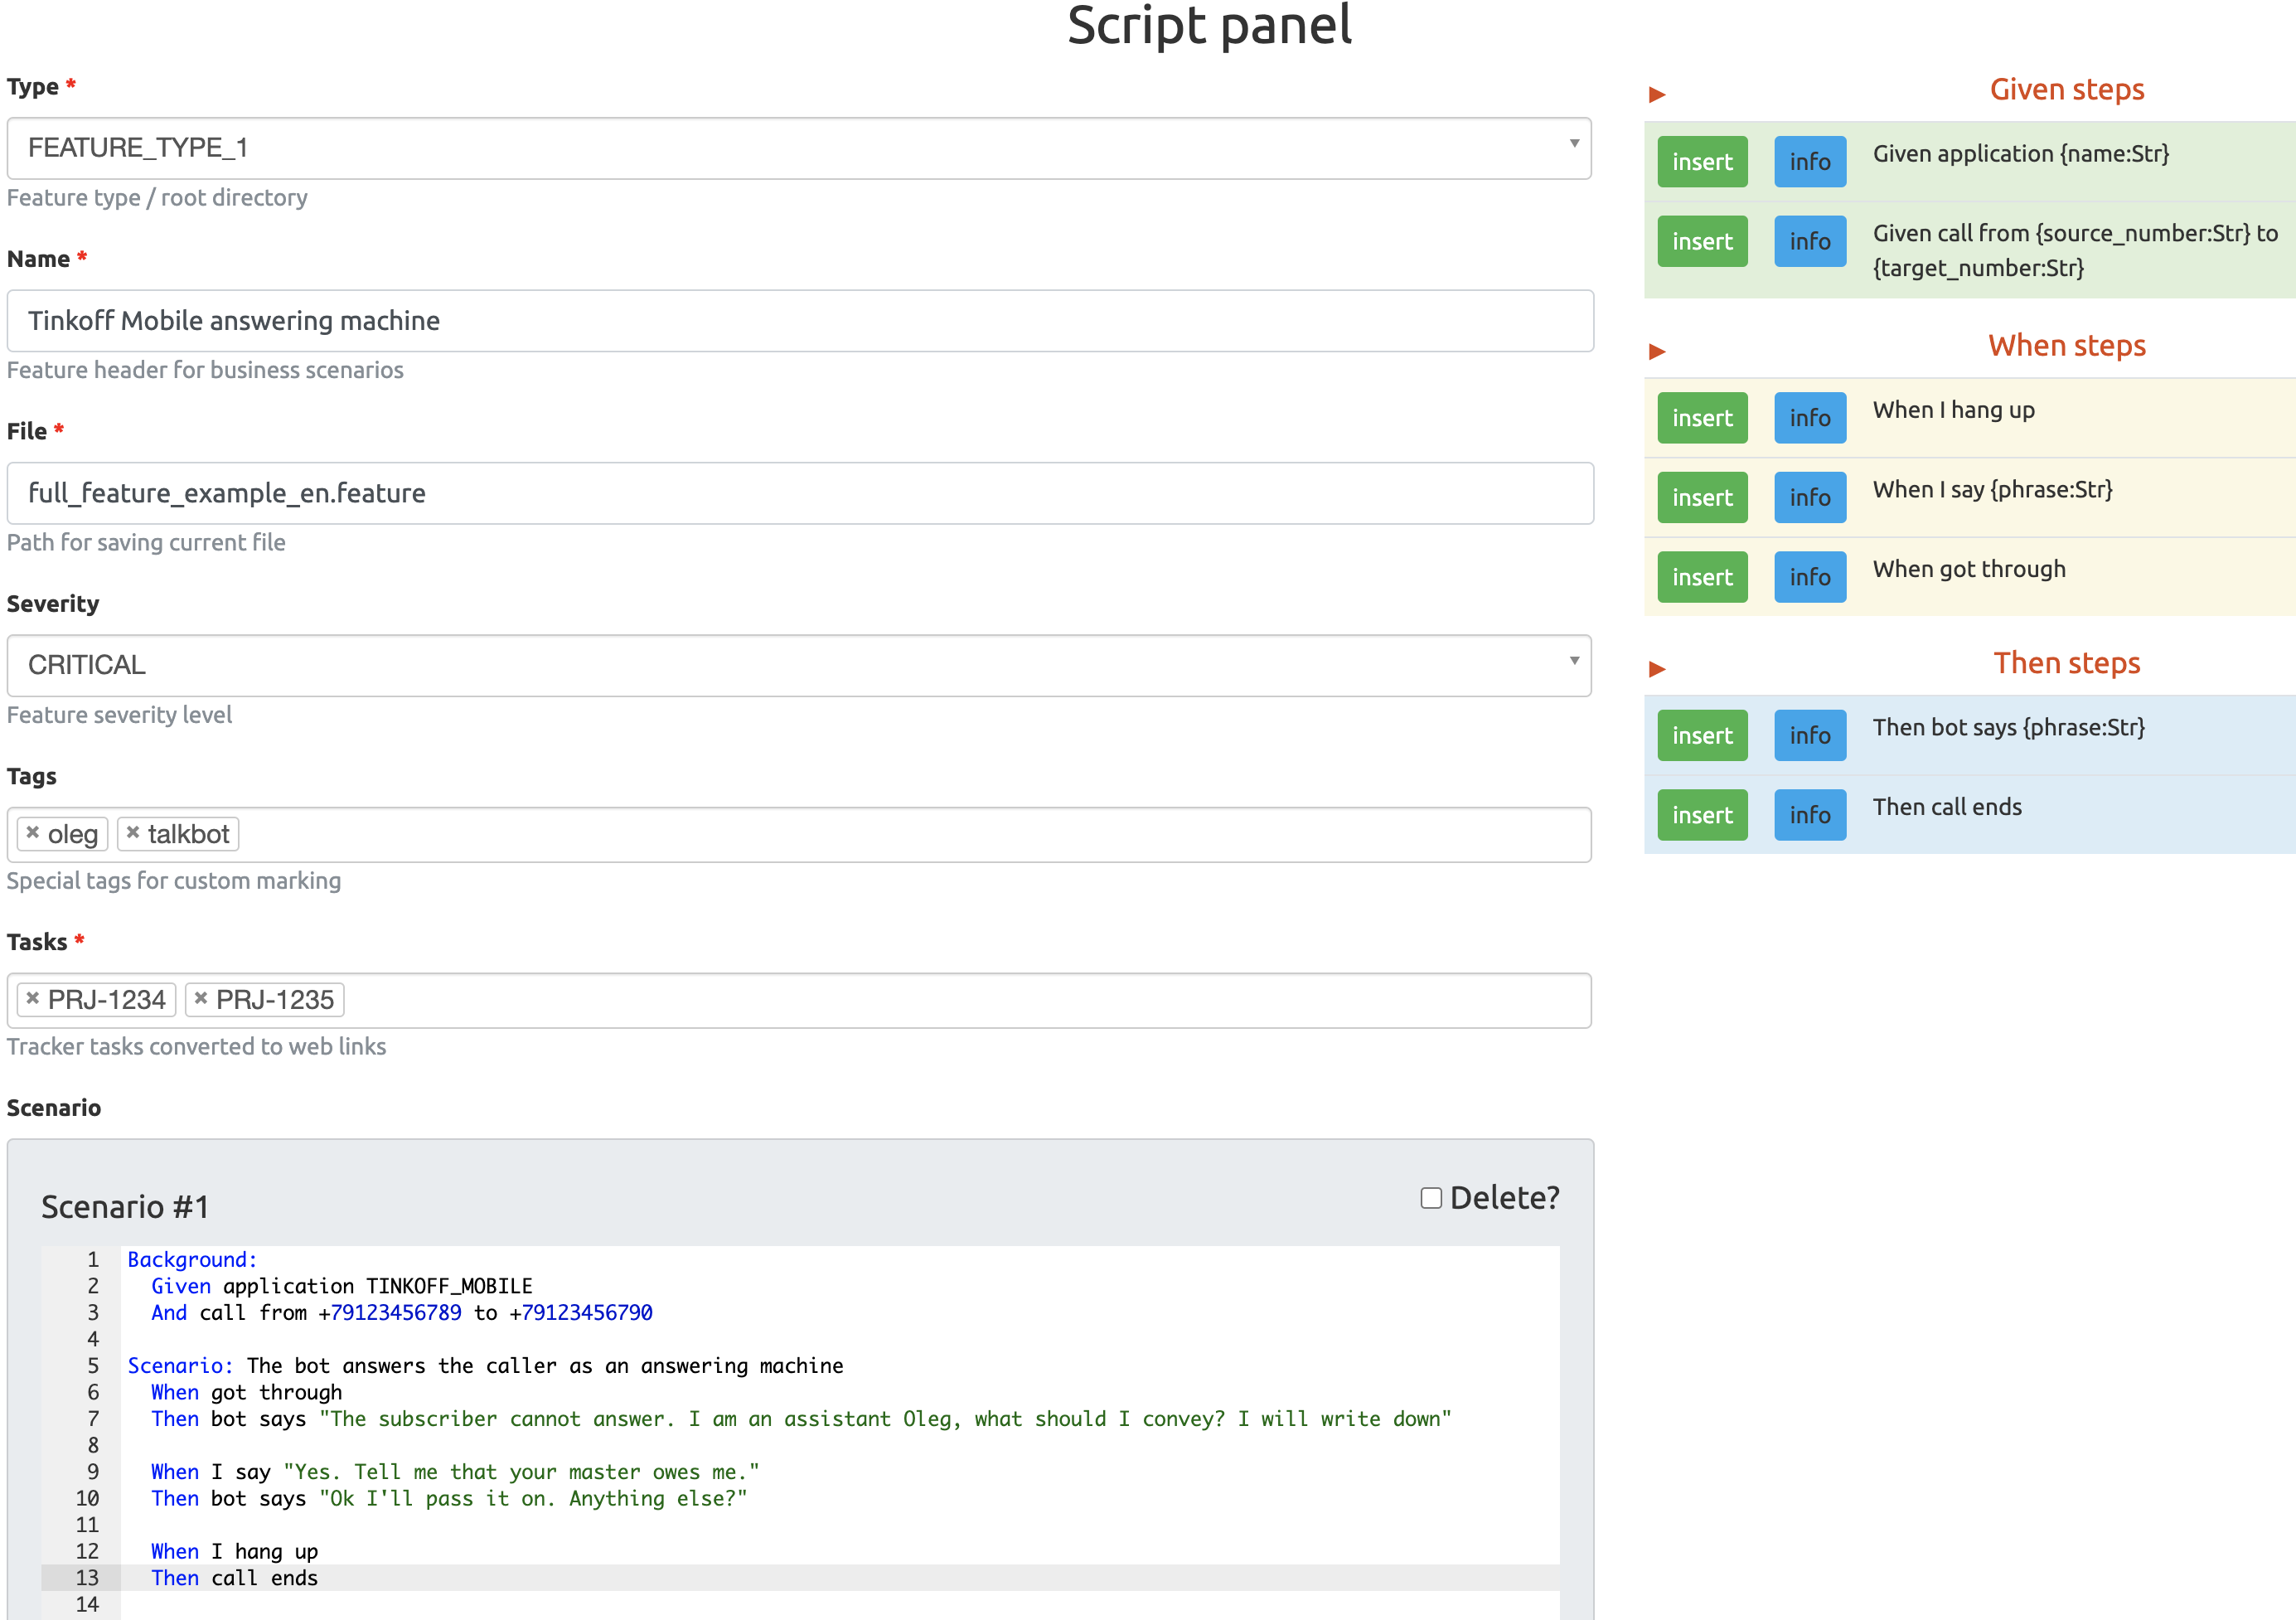 Script panel
Type *
FEATURE_TYPE_1
Feature type / root directory
Name *
Tinkoff Mobile answering machine
Feature header for business scenarios
File *
full_feature_example_en.feature
Path for saving current file
Severity
CRITICAL
Feature severity level
Tags
× oleg × talkbot
Special tags for custom marking
Tasks *
× PRJ-1234 × PRJ-1235
Tracker tasks converted to web links
Scenario
Scenario #1
Delete?
1 Background:
2   Given application TINKOFF_MOBILE
3   And call from +79123456789 to +79123456790
4
5 Scenario: The bot answers the caller as an answering machine
6   When got through
7   Then bot says "The subscriber cannot answer. I am an assistant Oleg, what should I convey? I will write down"
8
9   When I say "Yes. Tell me that your master owes me."
10   Then bot says "Ok I'll pass it on. Anything else?"
11
12   When I hang up
13   Then call ends
14
Given steps
insert info Given application {name:Str}
insert info Given call from {source_number:Str} to
{target_number:Str}
When steps
insert info When I hang up
insert info When I say {phrase:Str}
insert info When got through
Then steps
insert info Then bot says {phrase:Str}
insert info Then call ends